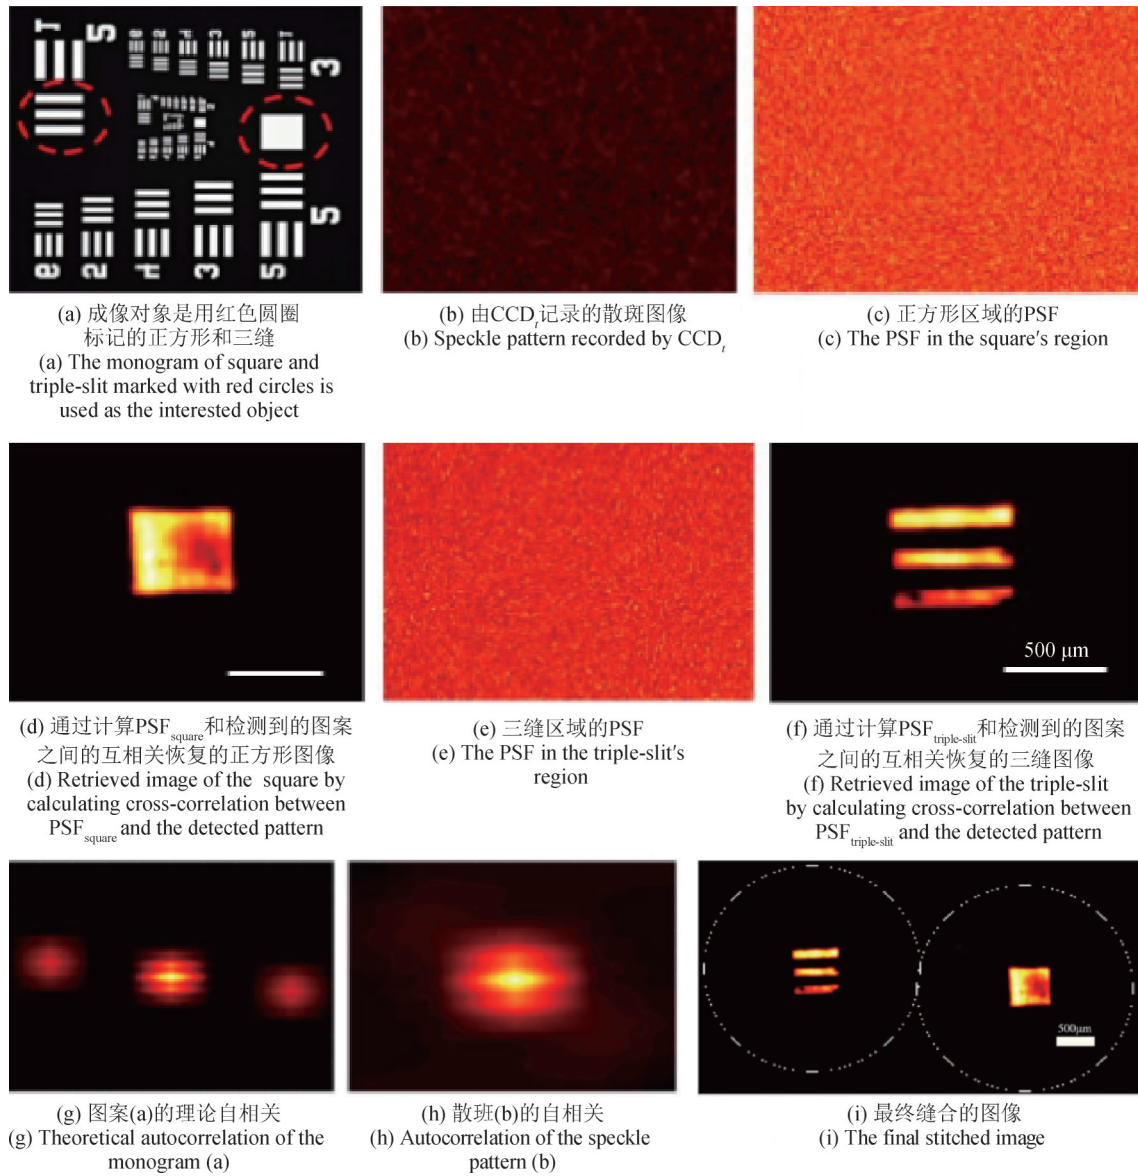 1
5
3
5
3
5
(a) 成像对象是用红色圆圈
标记的正方形和三缝
(a) The monogram of square and
triple-slit marked with red circles is
used as the interested object
(b) 由CCDt记录的散斑图像
(b) Speckle pattern recorded by CCDt
(c) 正方形区域的PSF
(c) The PSF in the square's region
500 μm
(d) 通过计算PSFsquare和检测到的图案
之间的互相关恢复的正方形图像
(d) Retrieved image of the square by
calculating cross-correlation between
PSFsquare and the detected pattern
(e) 三缝区域的PSF
(e) The PSF in the triple-slit's
region
(f) 通过计算PSFtriple-slit和检测到的图案
之间的互相关恢复的三缝图像
(f) Retrieved image of the triple-slit
by calculating cross-correlation between
PSFtriple-slit and the detected pattern
500μm
(g) 图案(a)的理论自相关
(g) Theoretical autocorrelation of the
monogram (a)
(h) 散班(b)的自相关
(h) Autocorrelation of the speckle
pattern (b)
(i) 最终缝合的图像
(i) The final stitched image